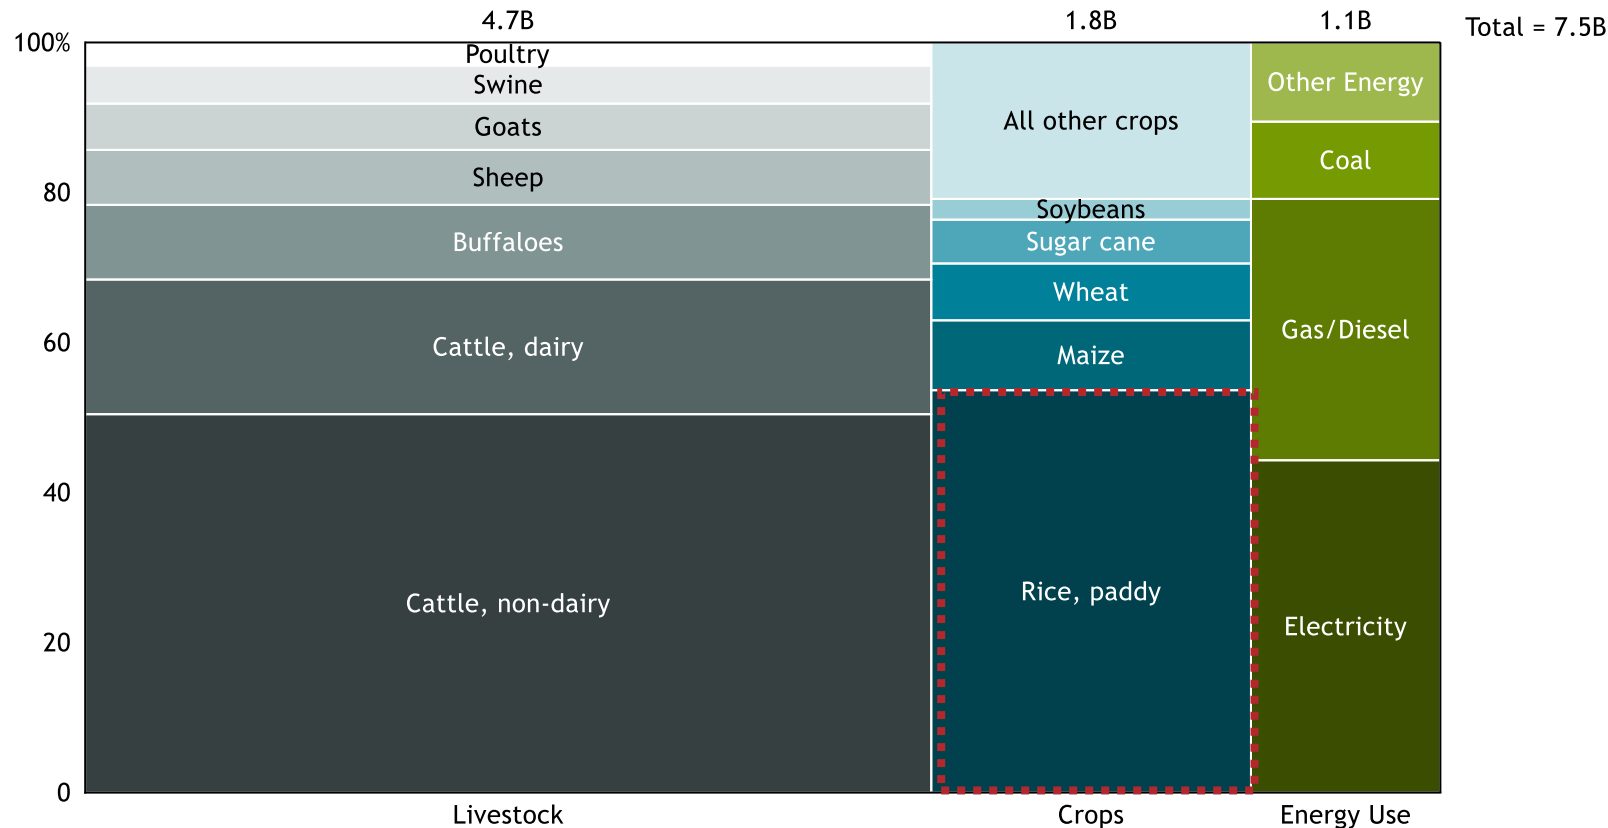 4.7B
1.8B
1.1B
Total = 7.5B
100%
80
60
40
20
0
Poultry
Swine
Goats
Sheep
Buffaloes
Cattle, dairy
Cattle, non-dairy
All other crops
Soybeans
Sugar cane
Wheat
Maize
Rice, paddy
Other Energy
Coal
Gas/Diesel
Electricity
Livestock
Crops
Energy Use